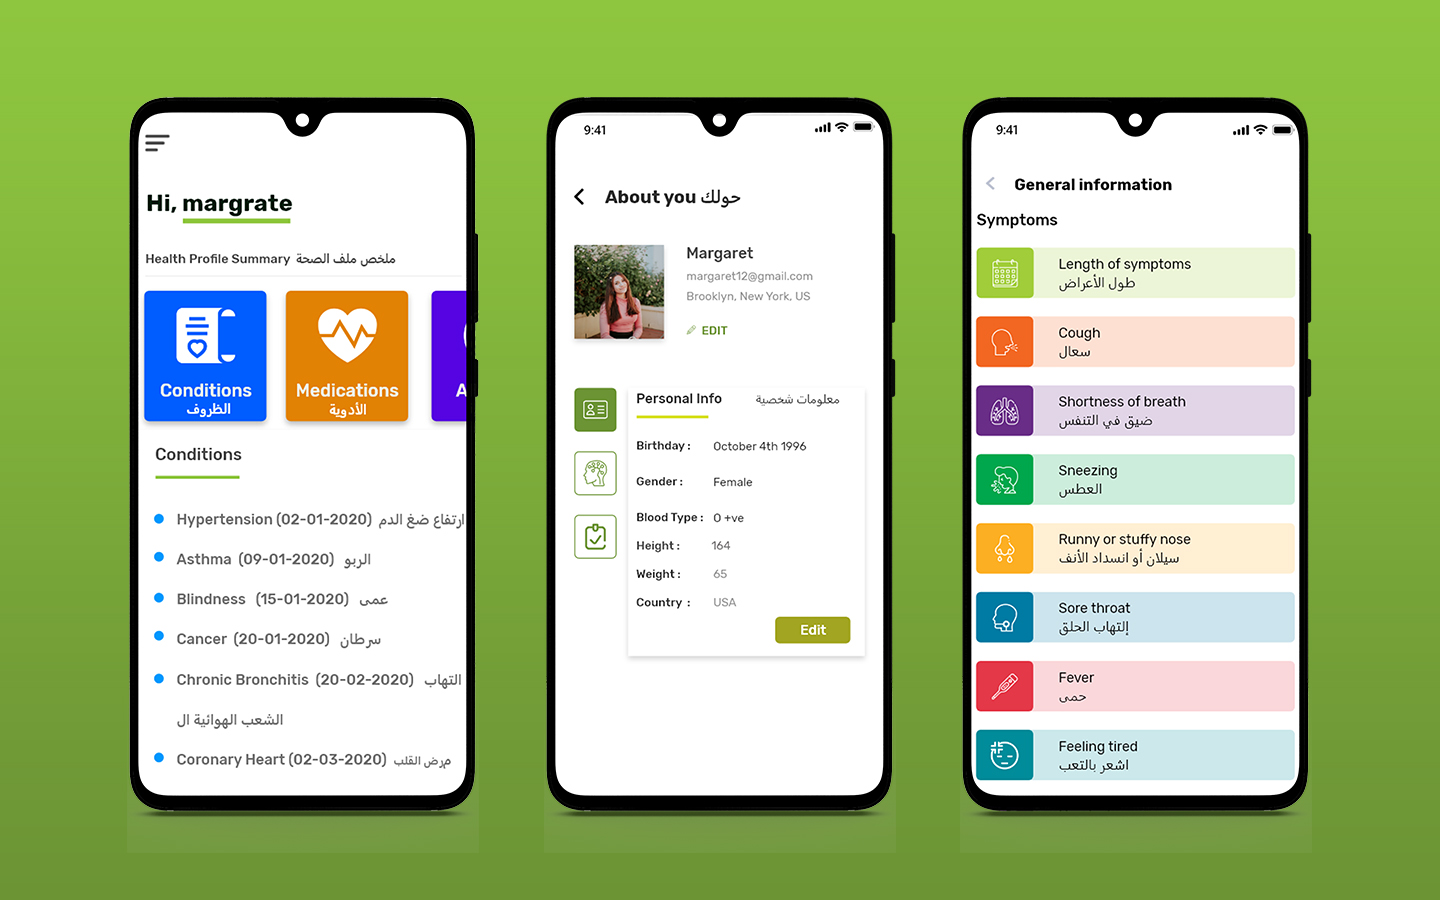 Hi, margrate
Health Profile Summary ملخص ملف الصحة
Conditions
الظروف
Medications
الأدوية
A
Conditions
Hypertension (02-01-2020) ارتفاع ضغ الدم
Asthma (09-01-2020) الربو
Blindness (15-01-2020) عمى
Cancer (20-01-2020) سرطان
Chronic Bronchitis (20-02-2020) التهاب
الشعب الهوائية ال
Coronary Heart (02-03-2020) مرض القلب
9:41
About you حولك
Margaret
margaret12@gmail.com
Brooklyn, New York, US
EDIT
Personal Info معلومات شخصية
Birthday : October 4th 1996
Gender : Female
Blood Type : O +ve
Height : 164
Weight : 65
Country : USA
Edit
9:41
General information
Symptoms
Length of symptoms
طول الأعراض
Cough
سعال
Shortness of breath
ضيق في التنفس
Sneezing
العطس
Runny or stuffy nose
سيلان أو انسداد الأنف
Sore throat
إلتهاب الحلق
Fever
حمى
Feeling tired
اشعر بالتعب